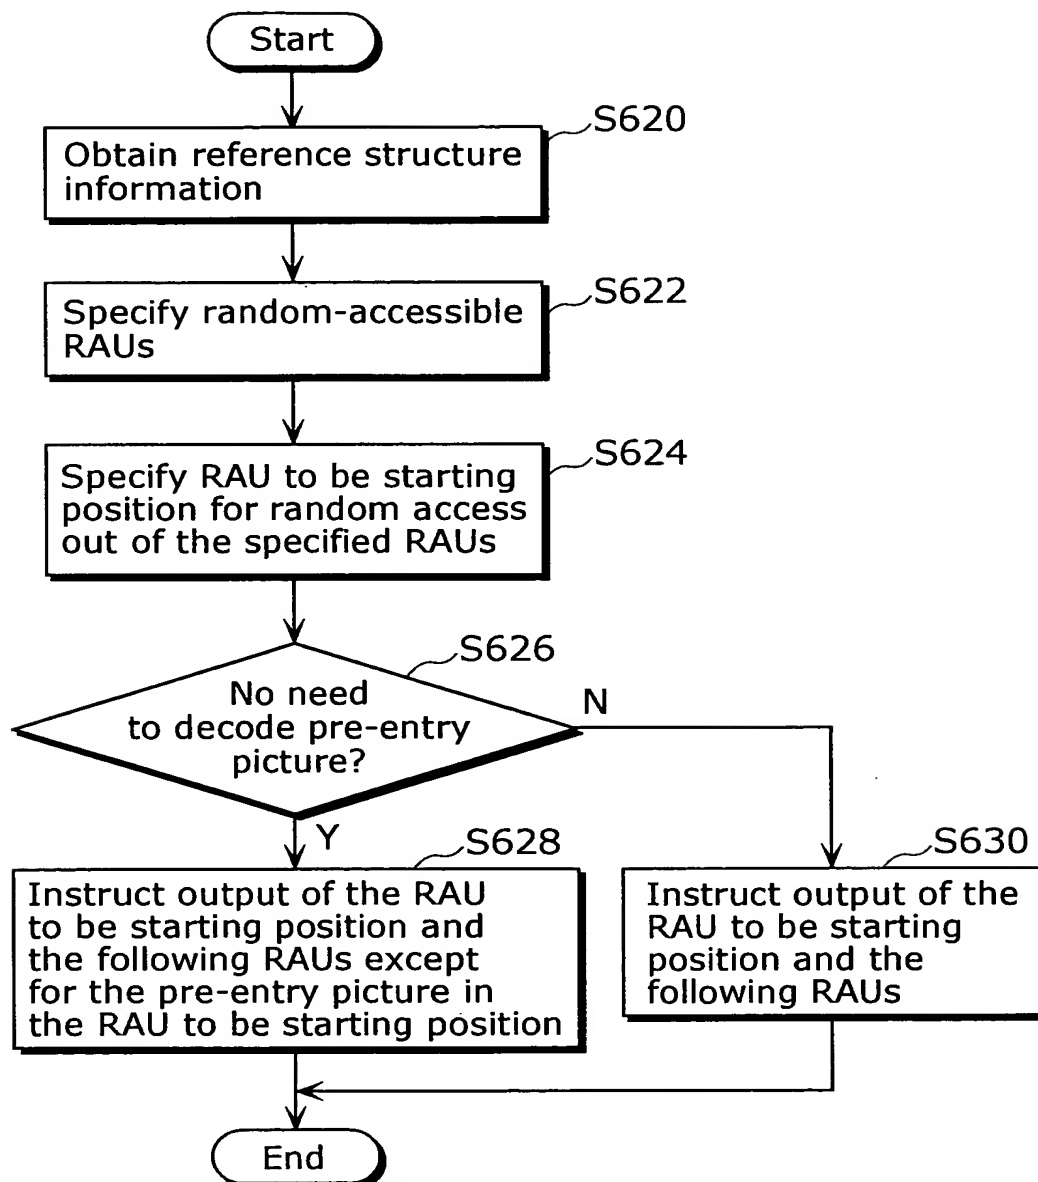 Start
S620
Obtain reference structure
information
S622
Specify random-accessible
RAUs
S624
Specify RAU to be starting
position for random access
out of the specified RAUs
S626
No need
to decode pre-entry
picture?
N
Y
S628
Instruct output of the RAU
to be starting position and
the following RAUs except
for the pre-entry picture in
the RAU to be starting position
S630
Instruct output of the
RAU to be starting
position and the
following RAUs
End